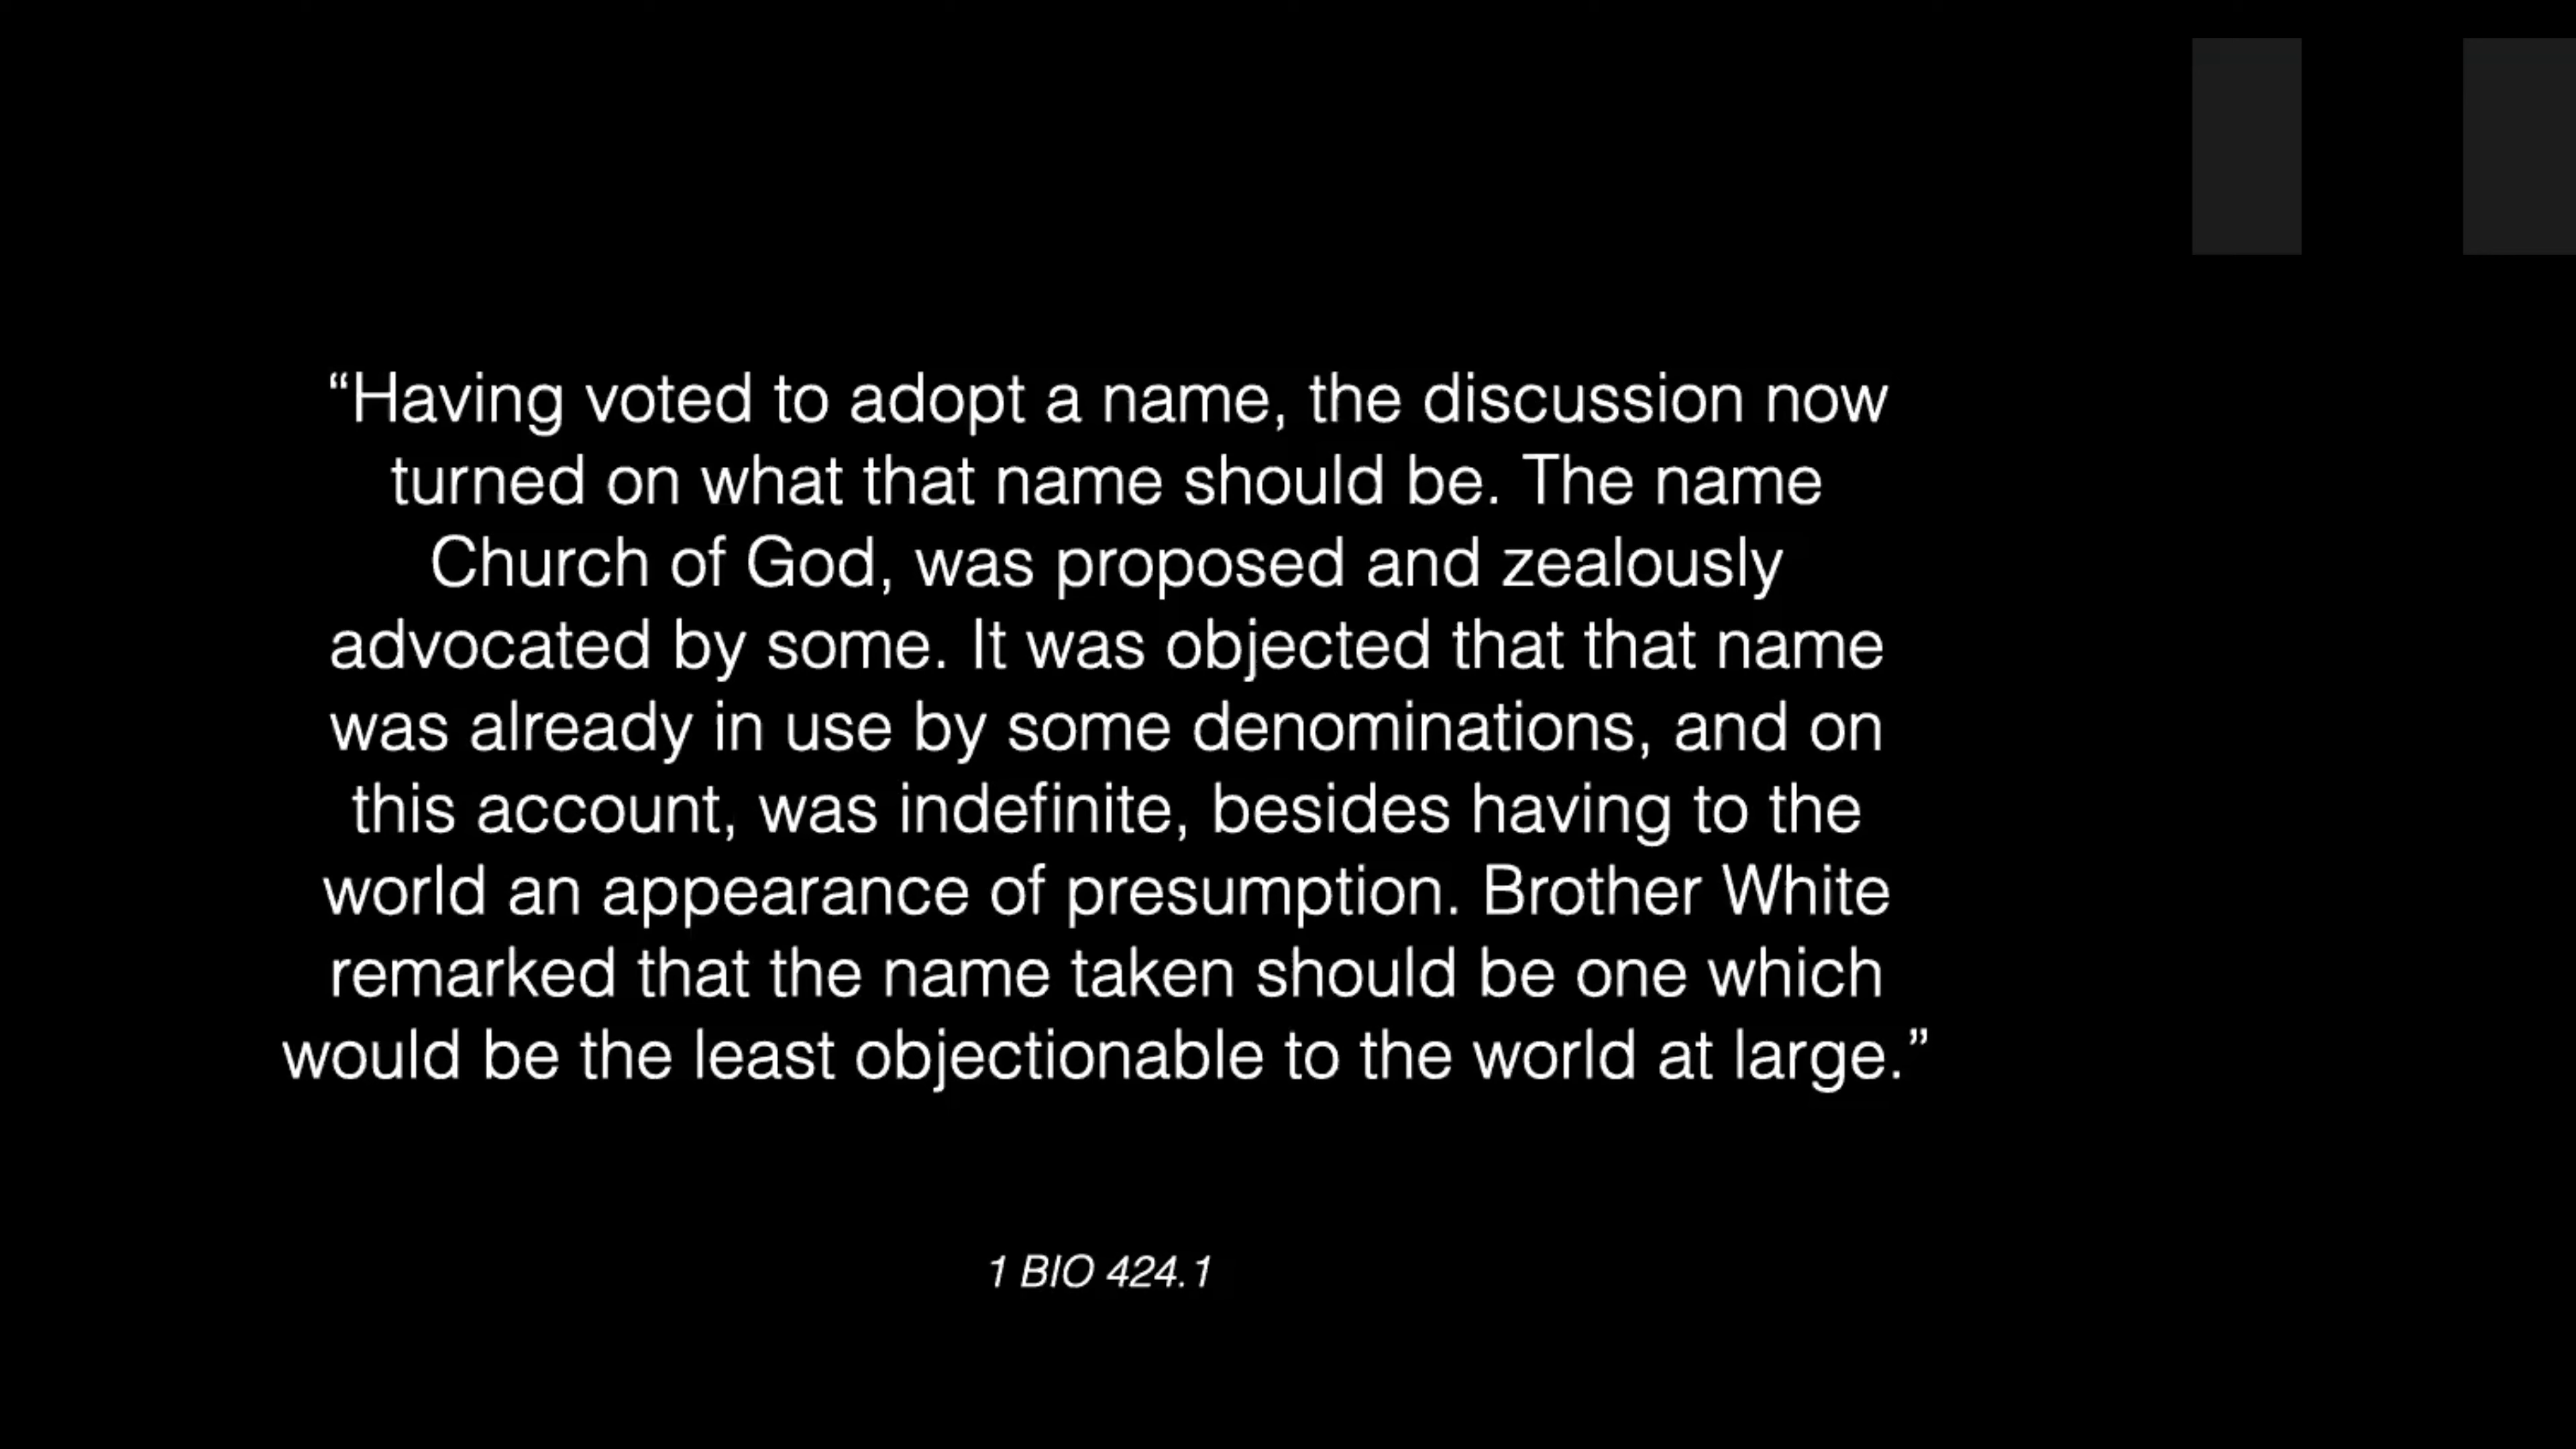 “Having voted to adopt a name, the discussion now
turned on what that name should be. The name
Church of God, was proposed and zealously
advocated by some. It was objected that that name
was already in use by some denominations, and on
this account, was indefinite, besides having to the
world an appearance of presumption. Brother White
remarked that the name taken should be one which
would be the least objectionable to the world at large.”
1 BIO 424.1